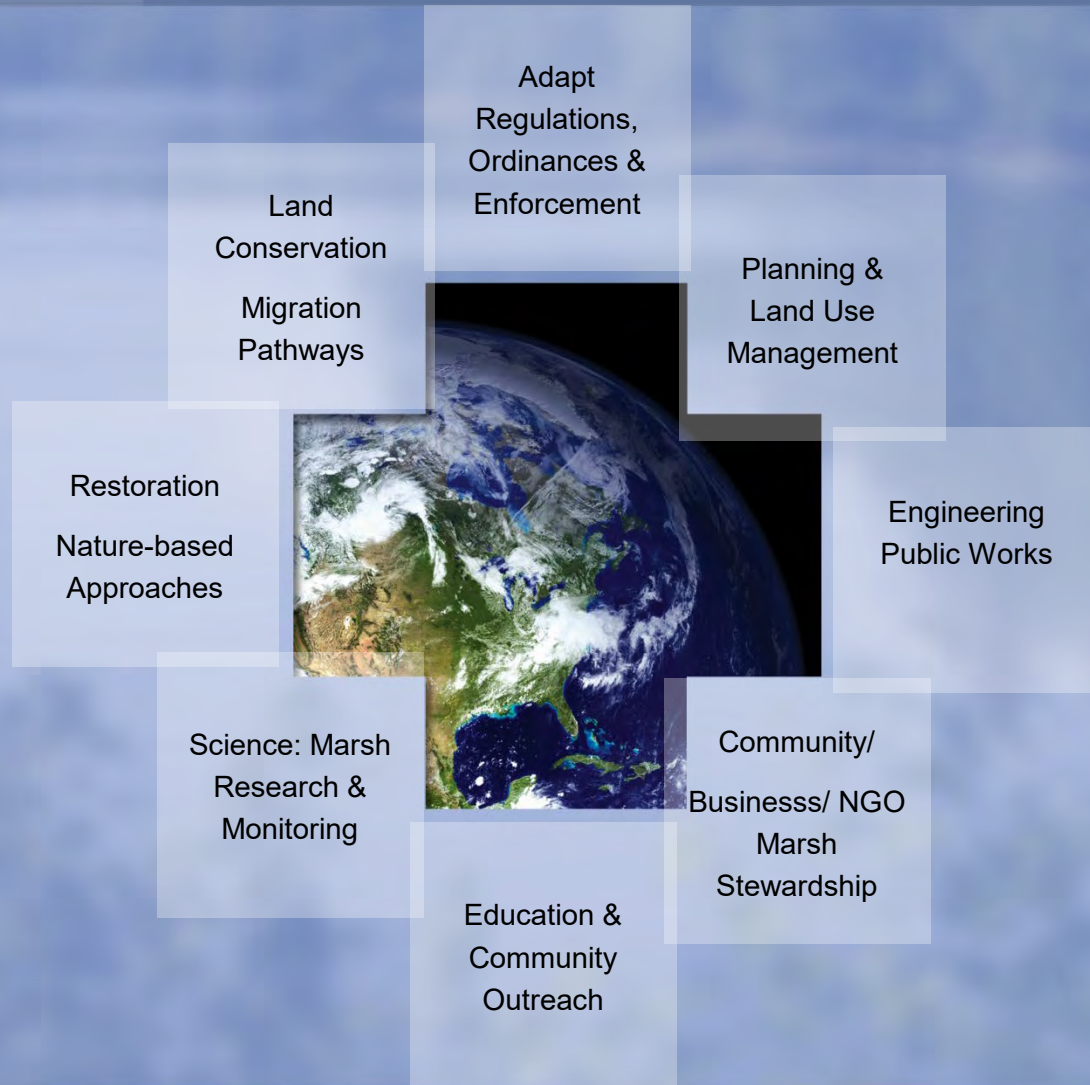 Adapt
Regulations,
Ordinances &
Enforcement
Planning &
Land Use
Management
Engineering
Public Works
Community/
Businesss/ NGO
Marsh
Stewardship
Education &
Community
Outreach
Science: Marsh
Research &
Monitoring
Restoration
Nature-based
Approaches
Land
Conservation
Migration
Pathways